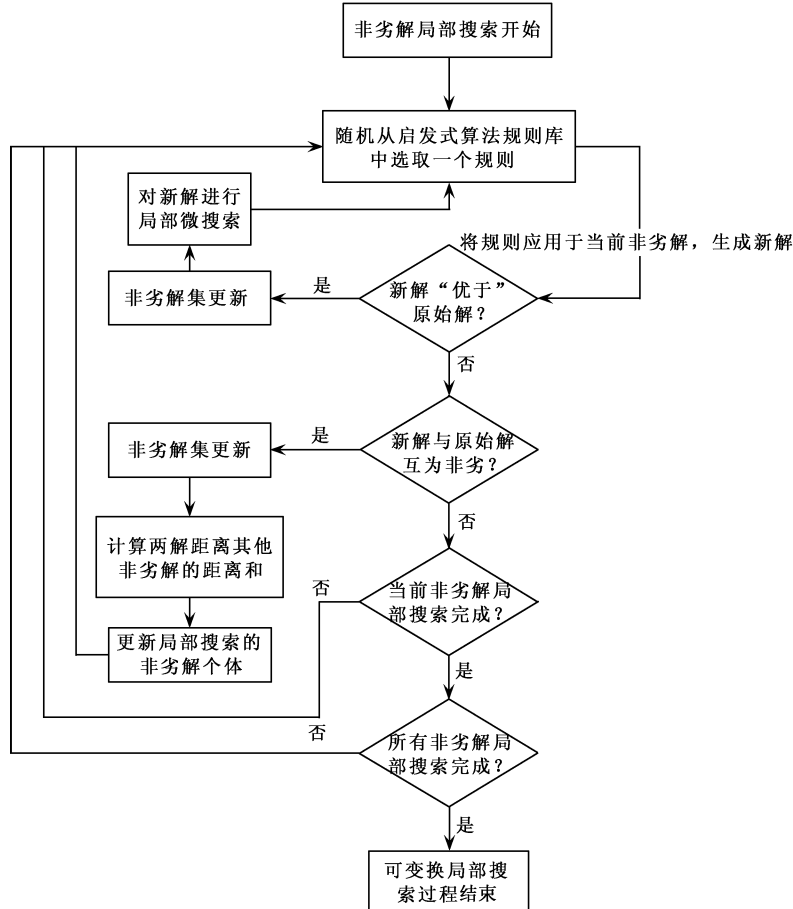 非劣解局部搜索开始
随机从启发式算法规则库
中选取一个规则
对新解进行
局部微搜索
将规则应用于当前非劣解，生成新解
非劣解集更新
是
新解“优于”
原始解？
否
非劣解集更新
是
新解与原始解
互为非劣？
否
计算两解距离其他
非劣解的距离和
否
当前非劣解局
部搜索完成？
更新局部搜索的
非劣解个体
是
否
所有非劣解局
部搜索完成？
是
可变换局部搜
索过程结束